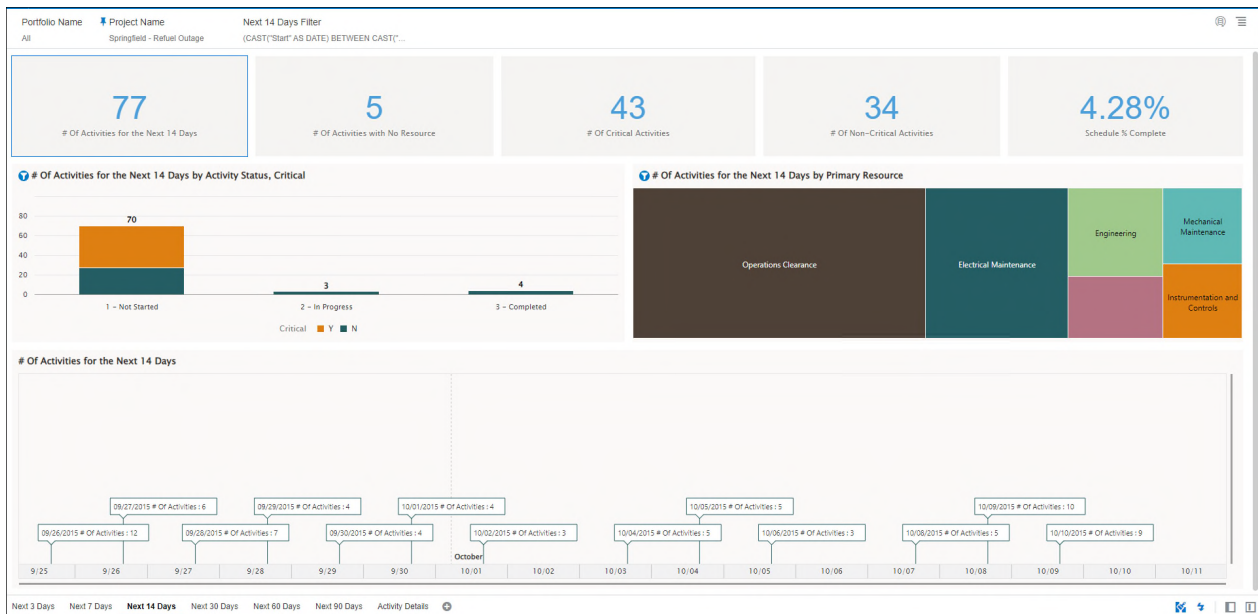 Portfolio Name
All
Project Name
Springfield - Refuel Outage
Next 14 Days Filter
(CAST("Start" AS DATE) BETWEEN CAST("...
77
# Of Activities for the Next 14 Days
5
# Of Activities with No Resource
43
# Of Critical Activities
34
# Of Non-Critical Activities
4.28%
Schedule % Complete
# Of Activities for the Next 14 Days by Activity Status, Critical
80
60
40
20
0
70
3
4
1 - Not Started
2 - In Progress
3 - Completed
Critical Y N
# Of Activities for the Next 14 Days by Primary Resource
Operations Clearance
Electrical Maintenance
Engineering
Mechanical
Maintenance
Instrumentation and
Controls
# Of Activities for the Next 14 Days
09/27/2015 # Of Activities : 6
09/29/2015 # Of Activities : 4
10/01/2015 # Of Activities : 4
10/05/2015 # Of Activities : 5
10/09/2015 # Of Activities : 10
09/26/2015 # Of Activities : 12
09/28/2015 # Of Activities : 7
09/30/2015 # Of Activities : 4
10/02/2015 # Of Activities : 3
10/04/2015 # Of Activities : 5
10/06/2015 # Of Activities : 3
10/08/2015 # Of Activities : 5
10/10/2015 # Of Activities : 9
October
9/25 9/26 9/27 9/28 9/29 9/30 10/01 10/02 10/03 10/04 10/05 10/06 10/07 10/08 10/09 10/10 10/11
Next 3 Days Next 7 Days Next 14 Days Next 30 Days Next 60 Days Next 90 Days Activity Details